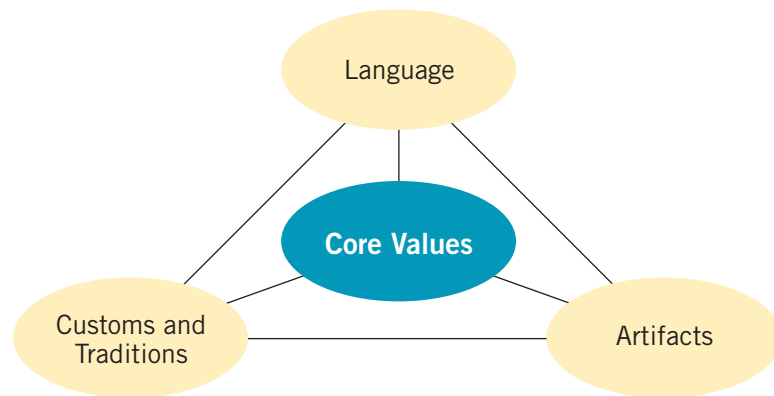 Language
Core Values
Customs and
Traditions
Artifacts